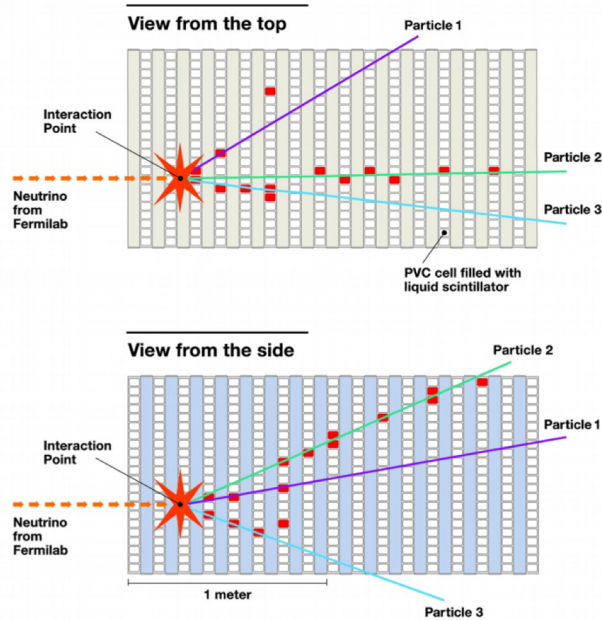 View from the top
Particle 1
Interaction
Point
Particle 2
Neutrino
from
Fermilab
Particle 3
PVC cell filled with
liquid scintillator
View from the side
Particle 2
Particle 1
Interaction
Point
Neutrino
from
Fermilab
1 meter
Particle 3